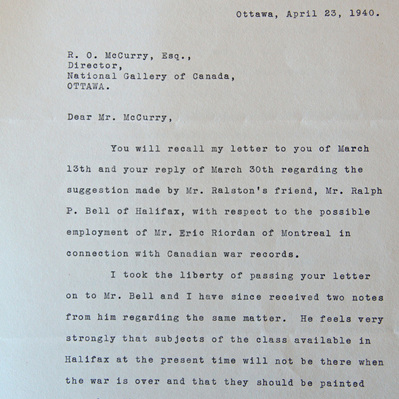 Ottawa, April 23, 1940.
R. O. McCurry, Esq.,
Director,
National Gallery of Canada,
OTTAWA.
Dear Mr. McCurry,
You will recall my letter to you of March
13th and your reply of March 30th regarding the
suggestion made by Mr. Ralston's friend, Mr. Ralph
P. Bell of Halifax, with respect to the possible
employment of Mr. Eric Riordan of Montreal in
connection with Canadian war records.
I took the liberty of passing your letter
on to Mr. Bell and I have since received two notes
from him regarding the same matter. He feels very
strongly that subjects of the class available in
Halifax at the present time will not be there when
the war is over and that they should be painted